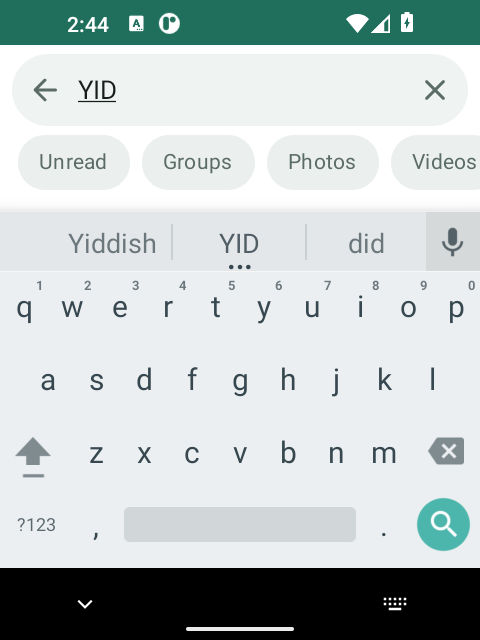 2:44 A
YID
Unread Groups Photos Videos
Yiddish YID did
1 2 3 4 5 6 7 8 9 0
q w e r t y u i o p
a s d f g h j k l
z x c v b n m
?123 , .